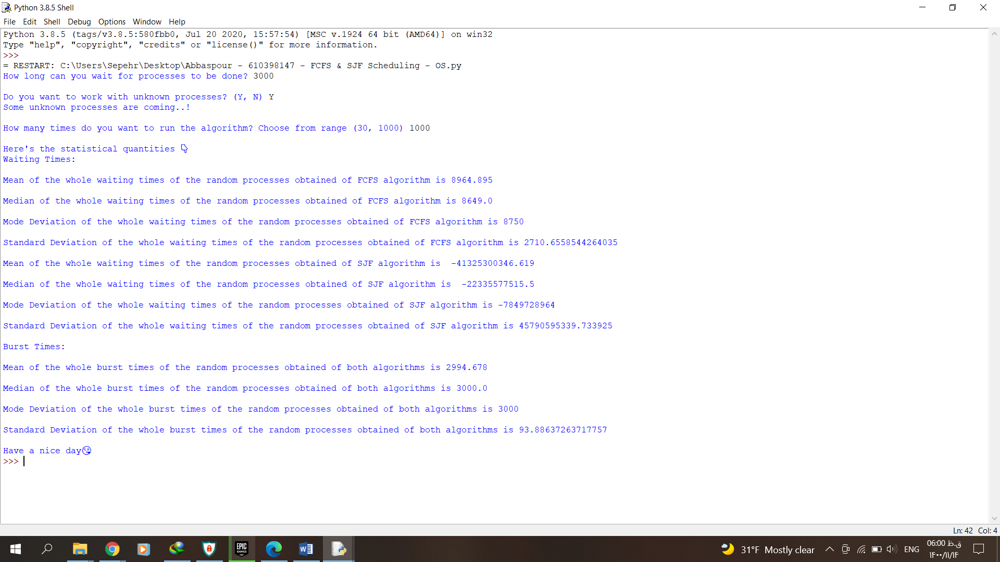 Python 3.8.5 Shell
File Edit Shell Debug Options Window Help
Python 3.8.5 (tags/v3.8.5:580fbb0, Jul 20 2020, 15:57:54) [MSC v.1924 64 bit (AMD64)] on win32
Type "help", "copyright", "credits" or "license()" for more information.
>>>
= RESTART: C:\Users\Sepehr\Desktop\Abbaspour - 610398147 - FCFS & SJF Scheduling - OS.py
How long can you wait for processes to be done? 3000
Do you want to work with unknown processes? (Y, N) Y
Some unknown processes are coming..!
How many times do you want to run the algorithm? Choose from range (30, 1000) 1000
Here's the statistical quantities 👇
Waiting Times:
Mean of the whole waiting times of the random processes obtained of FCFS algorithm is 8964.895
Median of the whole waiting times of the random processes obtained of FCFS algorithm is 8649.0
Mode Deviation of the whole waiting times of the random processes obtained of FCFS algorithm is 8750
Standard Deviation of the whole waiting times of the random processes obtained of FCFS algorithm is 2710.6558544264035
Mean of the whole waiting times of the random processes obtained of SJF algorithm is  -41325300346.619
Median of the whole waiting times of the random processes obtained of SJF algorithm is  -22335577515.5
Mode Deviation of the whole waiting times of the random processes obtained of SJF algorithm is -7849728964
Standard Deviation of the whole waiting times of the random processes obtained of SJF algorithm is 45790595339.733925
Burst Times:
Mean of the whole burst times of the random processes obtained of both algorithms is 2994.678
Median of the whole burst times of the random processes obtained of both algorithms is 3000.0
Mode Deviation of the whole burst times of the random processes obtained of both algorithms is 3000
Standard Deviation of the whole burst times of the random processes obtained of both algorithms is 93.88637263717757
Have a nice day😘
>>>
Ln: 42 Col: 4
EPIC GAMES
31°F Mostly clear
ENG
06:00 ق.ظ
۱۴۰۰/۱۱/۱۴